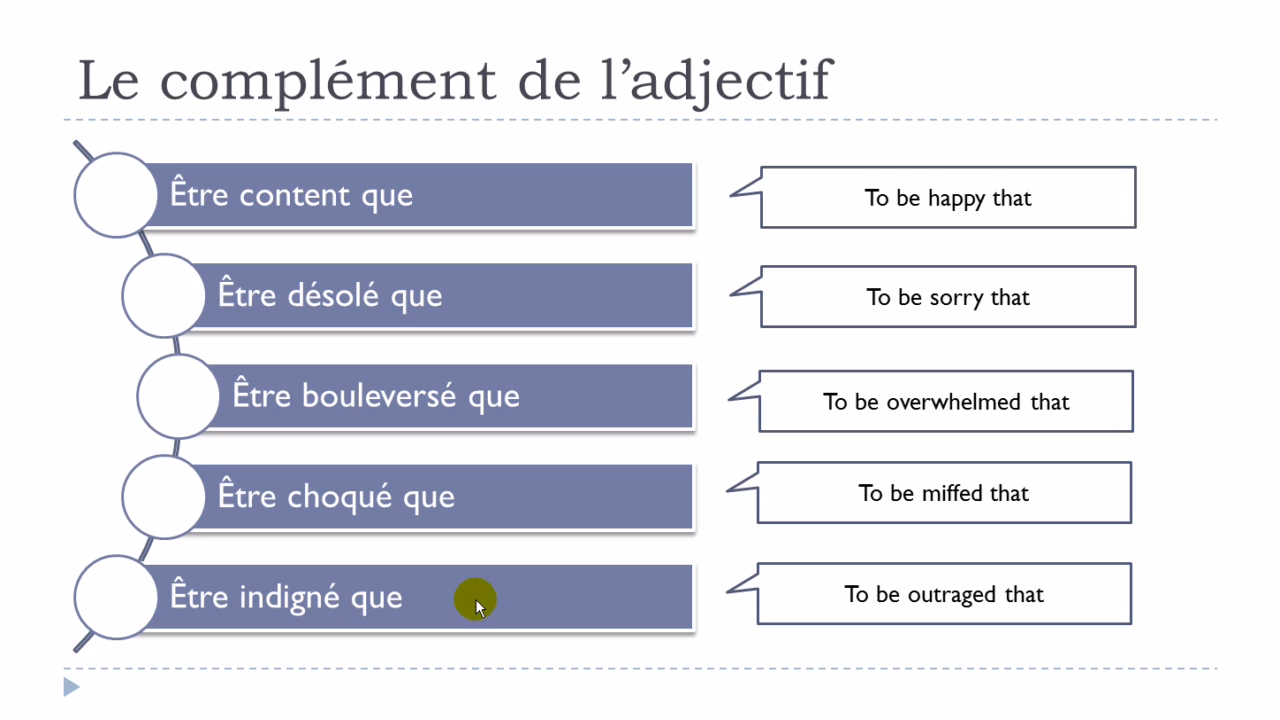 Le complément de l’adjectif
Être content que
To be happy that
Être désolé que
To be sorry that
Être bouleversé que
To be overwhelmed that
Être choqué que
To be miffed that
Être indigné que
To be outraged that